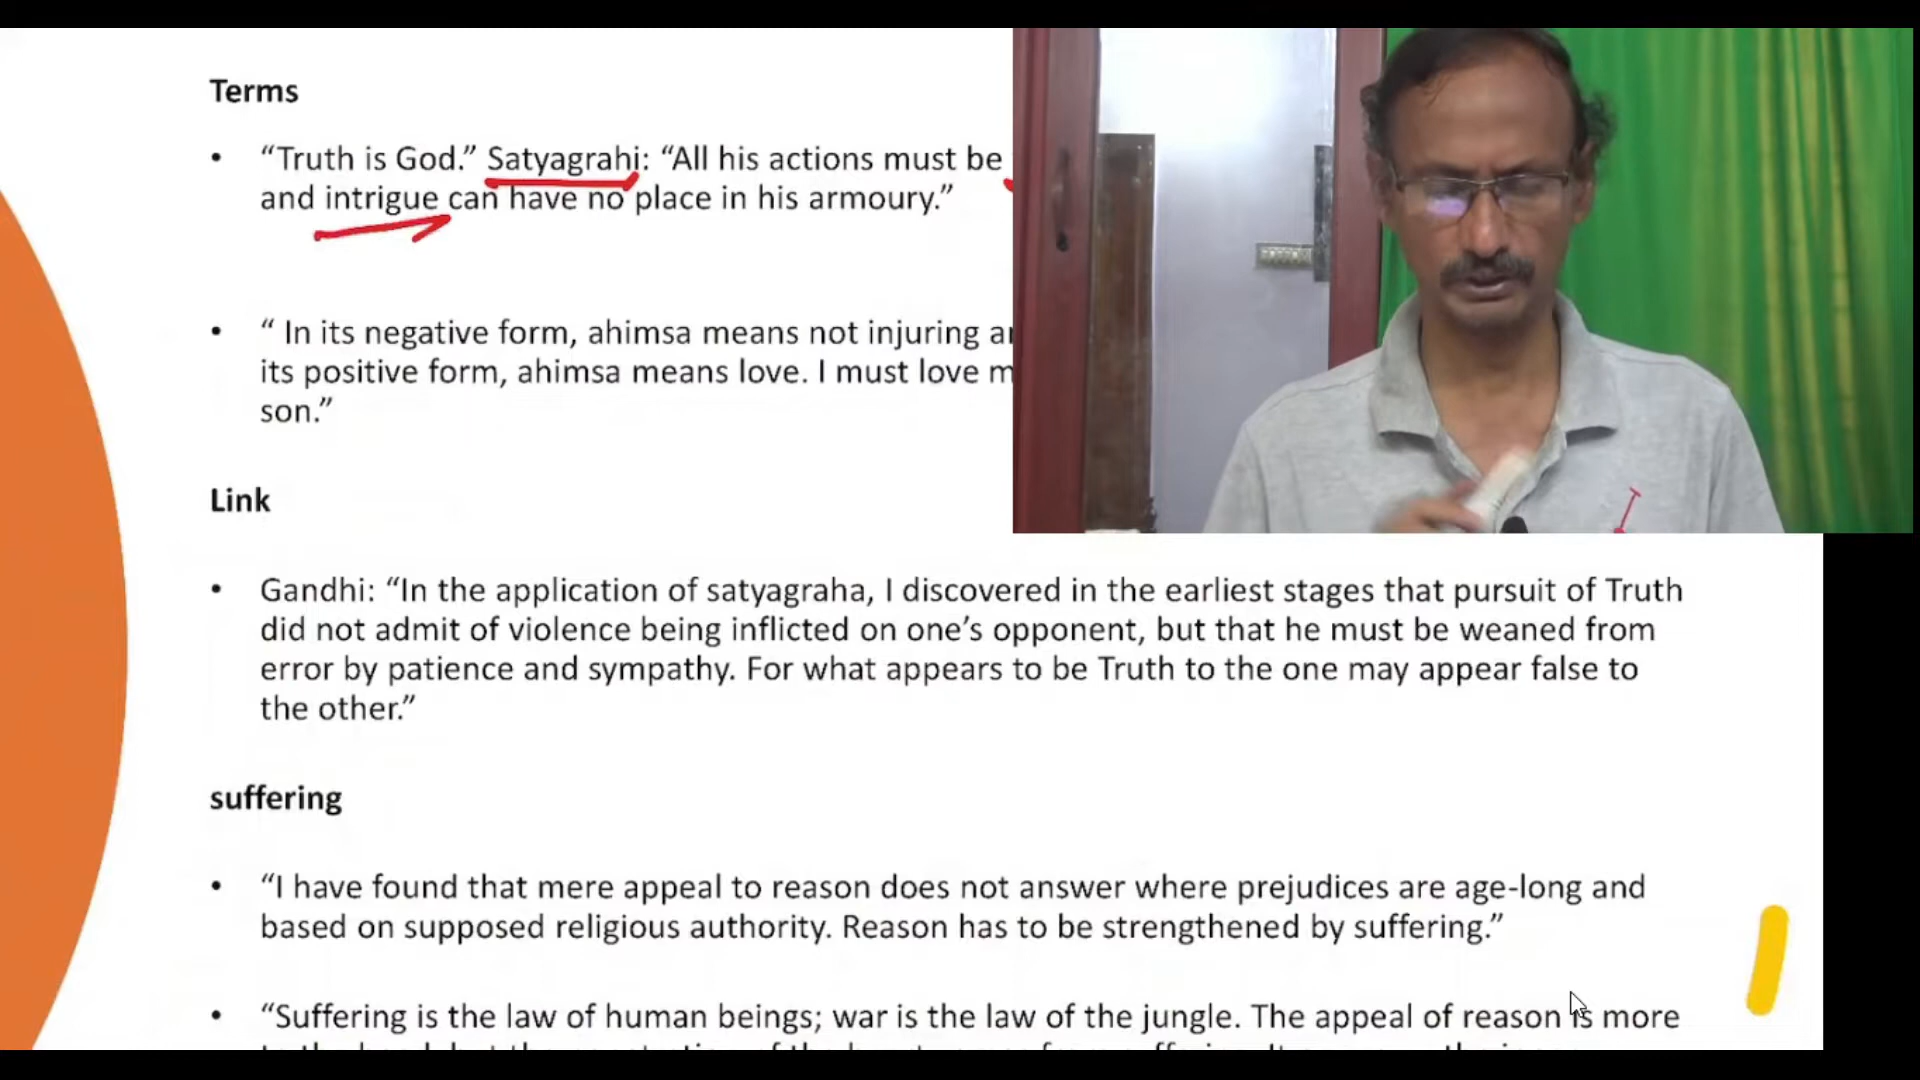 Terms
• “Truth is God.” Satyagrahi: “All his actions must be
and intrigue can have no place in his armoury.”
• “ In its negative form, ahimsa means not injuring
its positive form, ahimsa means love. I must love
son.”
Link
• Gandhi: “In the application of satyagraha, I discovered in the earliest stages that pursuit of Truth
did not admit of violence being inflicted on one’s opponent, but that he must be weaned from
error by patience and sympathy. For what appears to be Truth to the one may appear false to
the other.”
suffering
• “I have found that mere appeal to reason does not answer where prejudices are age-long and
based on supposed religious authority. Reason has to be strengthened by suffering.”
• “Suffering is the law of human beings; war is the law of the jungle. The appeal of reason is more